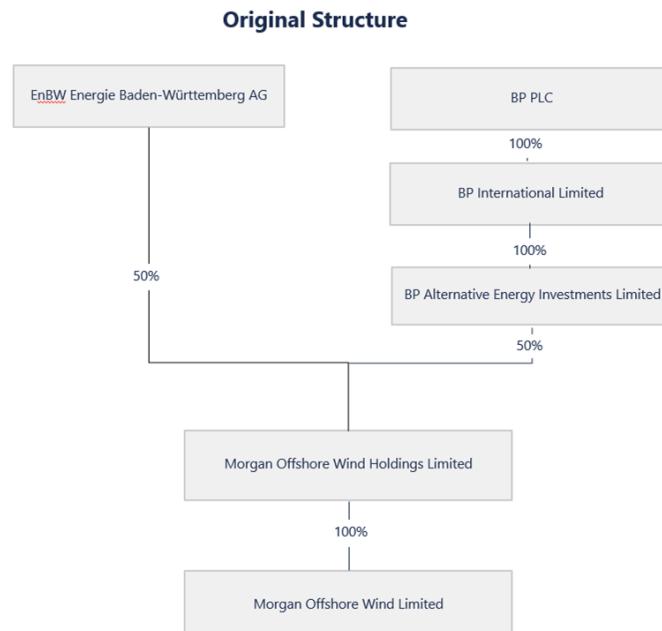 Original Structure
EnBW Energie Baden-Württemberg AG
BP PLC
100%
BP International Limited
100%
BP Alternative Energy Investments Limited
50%
50%
Morgan Offshore Wind Holdings Limited
100%
Morgan Offshore Wind Limited